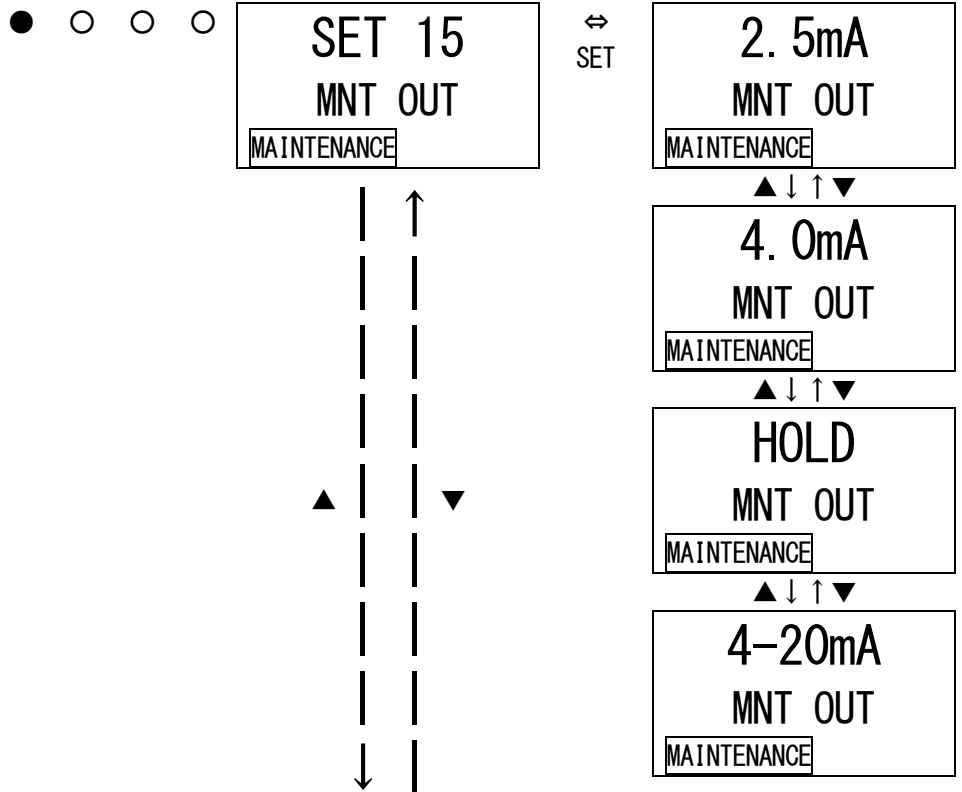 ● ○ ○ ○
SET 15
MNT OUT
MAINTENANCE
⇔
SET
2.5mA
MNT OUT
MAINTENANCE
▲↓↑▼
4.0mA
MNT OUT
MAINTENANCE
▲↓↑▼
HOLD
MNT OUT
MAINTENANCE
▲↓↑▼
4-20mA
MNT OUT
MAINTENANCE
▲ ▼